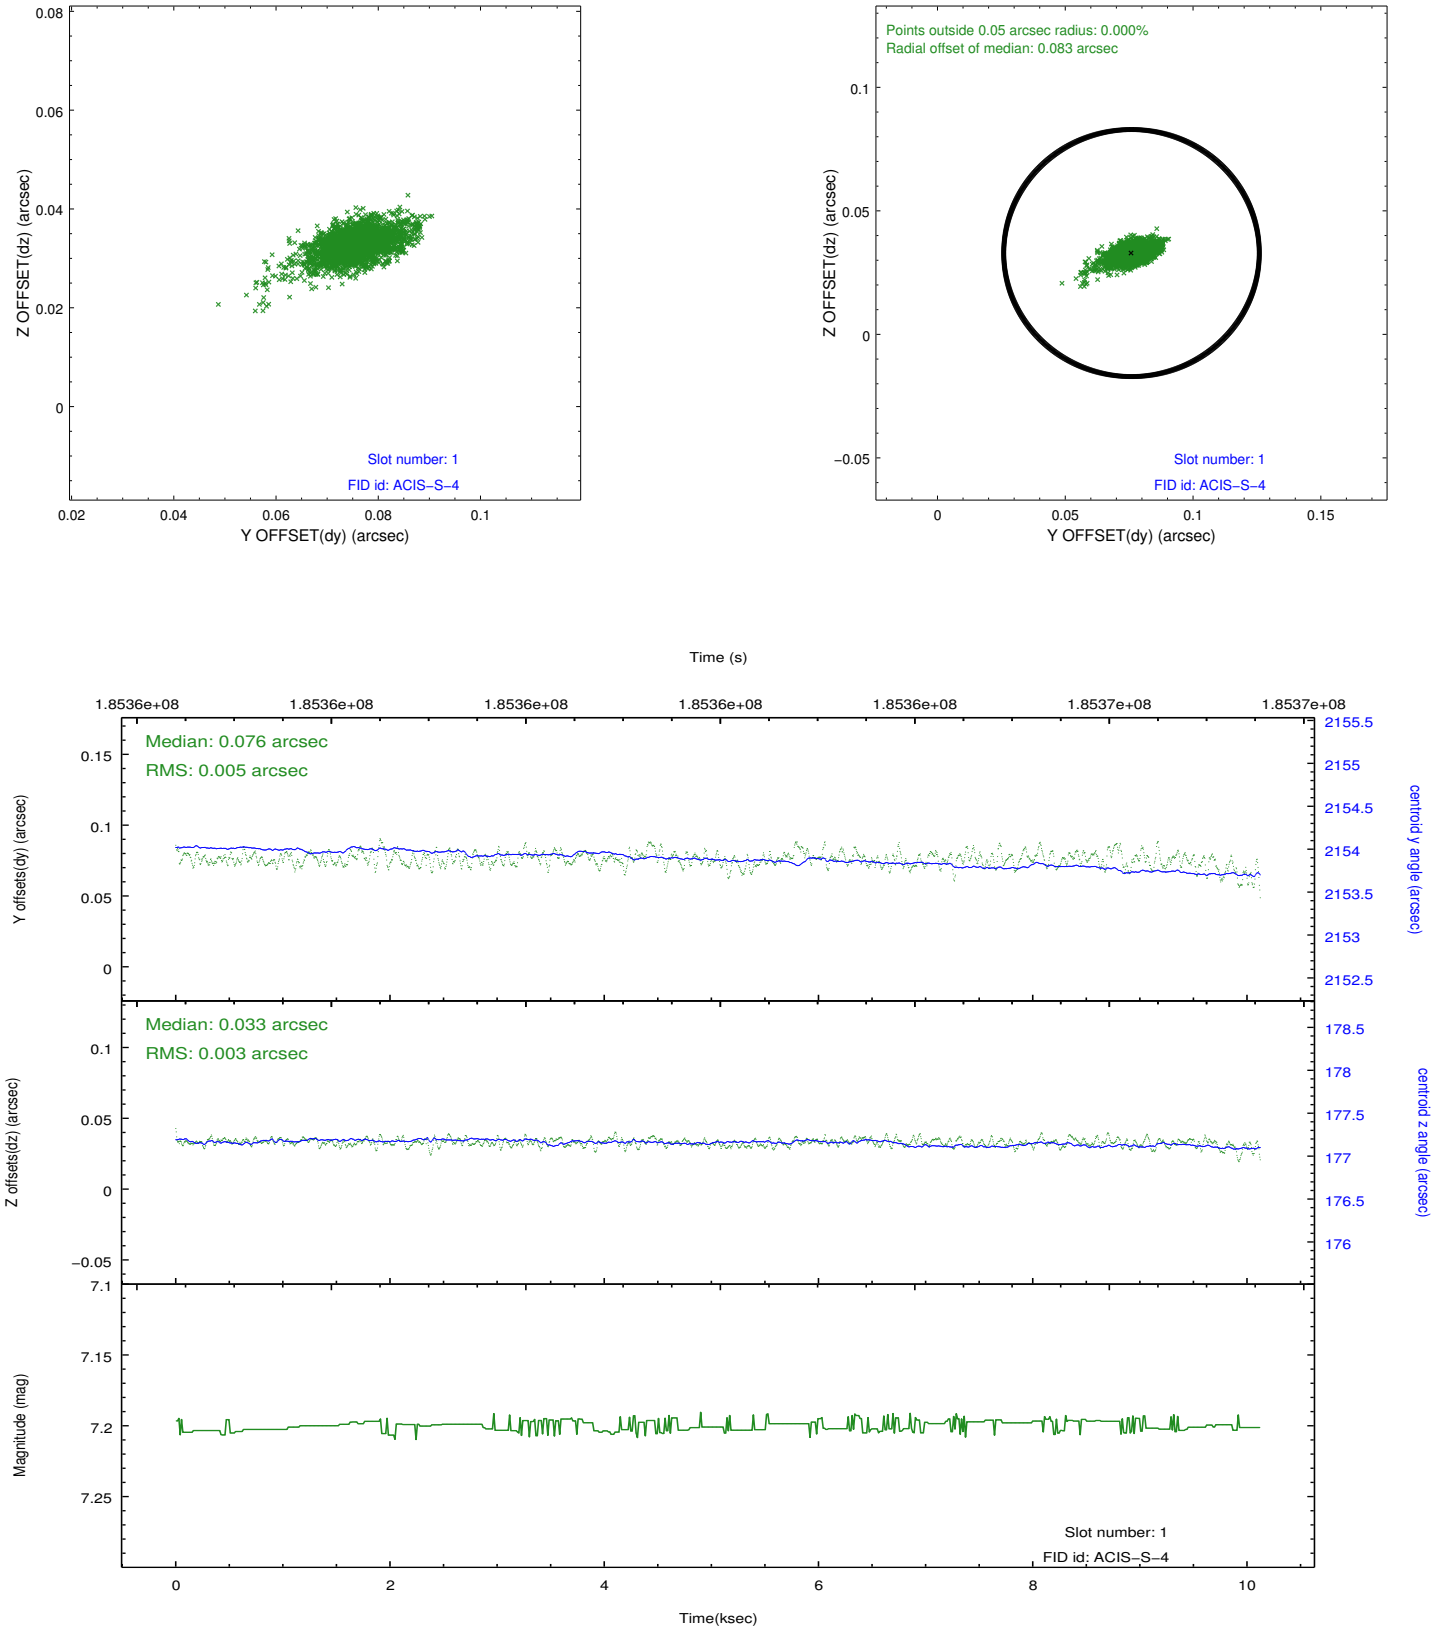 0.08
0.06
0.04
0.02
0
Z OFFSET(dz) (arcsec)
Slot number: 1
FID id: ACIS−S−4
0.02 0.04 0.06 0.08 0.1
Y OFFSET(dy) (arcsec)
Points outside 0.05 arcsec radius: 0.000%
Radial offset of median: 0.083 arcsec
0.1
0.05
0
−0.05
Z OFFSET(dz) (arcsec)
Slot number: 1
FID id: ACIS−S−4
0 0.05 0.1 0.15
Y OFFSET(dy) (arcsec)
Time (s)
1.8536e+08 1.8536e+08 1.8536e+08 1.8536e+08 1.8536e+08 1.8537e+08 1.8537e+08
Median: 0.076 arcsec
RMS: 0.005 arcsec
0.15
0.1
0.05
0
Y offsets(dy) (arcsec)
2155.5
2155
2154.5
2154
2153.5
2153
2152.5
centroid y angle (arcsec)
Median: 0.033 arcsec
RMS: 0.003 arcsec
0.1
0.05
0
−0.05
Z offsets(dz) (arcsec)
178.5
178
177.5
177
176.5
176
centroid z angle (arcsec)
7.1
7.15
7.2
7.25
Magnitude (mag)
Slot number: 1
FID id: ACIS−S−4
0 2 4 6 8 10
Time(ksec)